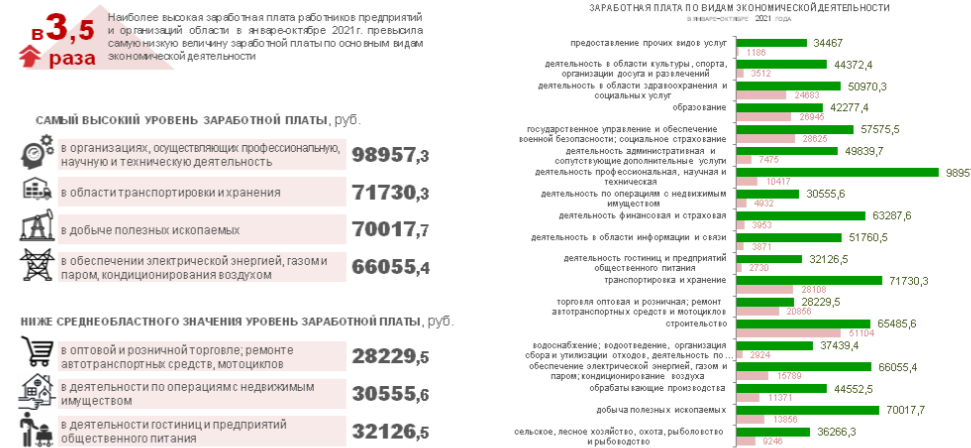 в 3,5 раза
Наиболее высокая заработная плата работников предприятий
и организаций области в январе-октябре 2021 г. превысила
самую низкую величину заработной платы по основным видам
экономической деятельности
САМЫЙ ВЫСОКИЙ УРОВЕНЬ ЗАРАБОТНОЙ ПЛАТЫ, руб.
в организациях, осуществляющих профессиональную,
научную и техническую деятельность
98957,3
в области транспортировки и хранения
71730,3
в добыче полезных ископаемых
70017,7
в обеспечении электрической энергией, газом и
паром, кондиционирования воздухом
66055,4
НИЖЕ СРЕДНЕОБЛАСТНОГО ЗНАЧЕНИЯ УРОВЕНЬ ЗАРАБОТНОЙ ПЛАТЫ, руб.
в оптовой и розничной торговле; ремонте
автотранспортных средств, мотоциклов
28229,5
в деятельности по операциям с недвижимым
имуществом
30555,6
в деятельности гостиниц и предприятий
общественного питания
32126,5
ЗАРАБОТНАЯ ПЛАТА ПО ВИДАМ ЭКОНОМИЧЕСКОЙ ДЕЯТЕЛЬНОСТИ
В ЯНВАРЕ-ОКТЯБРЕ 2021 ГОДА
предоставление прочих видов услуг
34467
1186
деятельность в области культуры, спорта,
организации досуга и развлечений
44372,4
3512
деятельность в области здравоохранения и
социальных услуг
50970,3
24683
образование
42277,4
26945
государственное управление и обеспечение
военной безопасности; социальное страхование
57575,5
28625
деятельность административная и
сопутствующие дополнительные услуги
49839,7
7475
деятельность профессиональная, научная и
техническая
9895
10417
деятельность по операциям с недвижимым
имуществом
30555,6
4932
деятельность финансовая и страховая
63287,6
3953
деятельность в области информации и связи
51760,5
3871
деятельность гостиниц и предприятий
общественного питания
32126,5
2730
транспортировка и хранение
71730,3
28108
торговля оптовая и розничная; ремонт
автотранспортных средств и мотоциклов
28229,5
20856
строительство
65485,6
51104
водоснабжение; водоотведение, организация
сбора и утилизации отходов, деятельность по ...
37439,4
2924
обеспечение электрической энергией, газом и
паром; кондиционирование воздуха
66055,4
15789
обрабатывающие производства
44552,5
11371
добыча полезных ископаемых
70017,7
13856
сельское, лесное хозяйство, охота, рыболовство
и рыбоводство
36266,3
9246